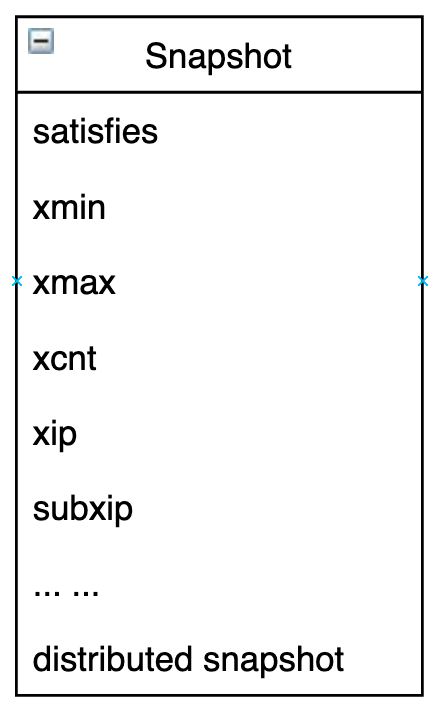 Snapshot
satisfies
xmin
xmax
xcnt
xip
subxip
... ...
distributed snapshot